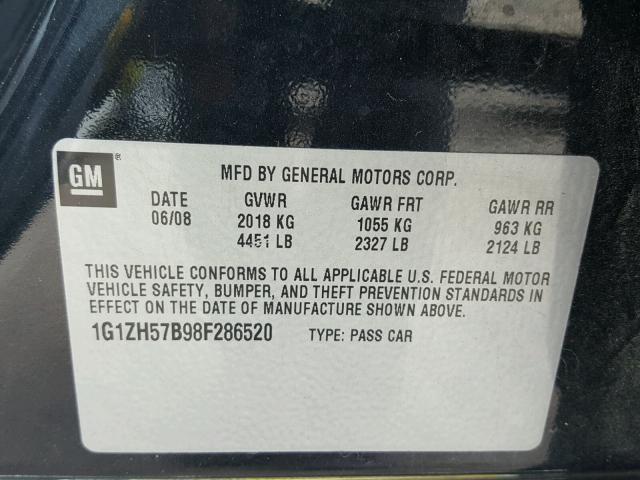 GM ®
MFD BY GENERAL MOTORS CORP.
DATE GVWR GAWR FRT GAWR RR
06/08 2018 KG 1055 KG 963 KG
4451 LB 2327 LB 2124 LB
THIS VEHICLE CONFORMS TO ALL APPLICABLE U.S. FEDERAL MOTOR
VEHICLE SAFETY, BUMPER, AND THEFT PREVENTION STANDARDS IN
EFFECT ON THE DATE OF MANUFACTURE SHOWN ABOVE.
1G1ZH57B98F286520 TYPE: PASS CAR